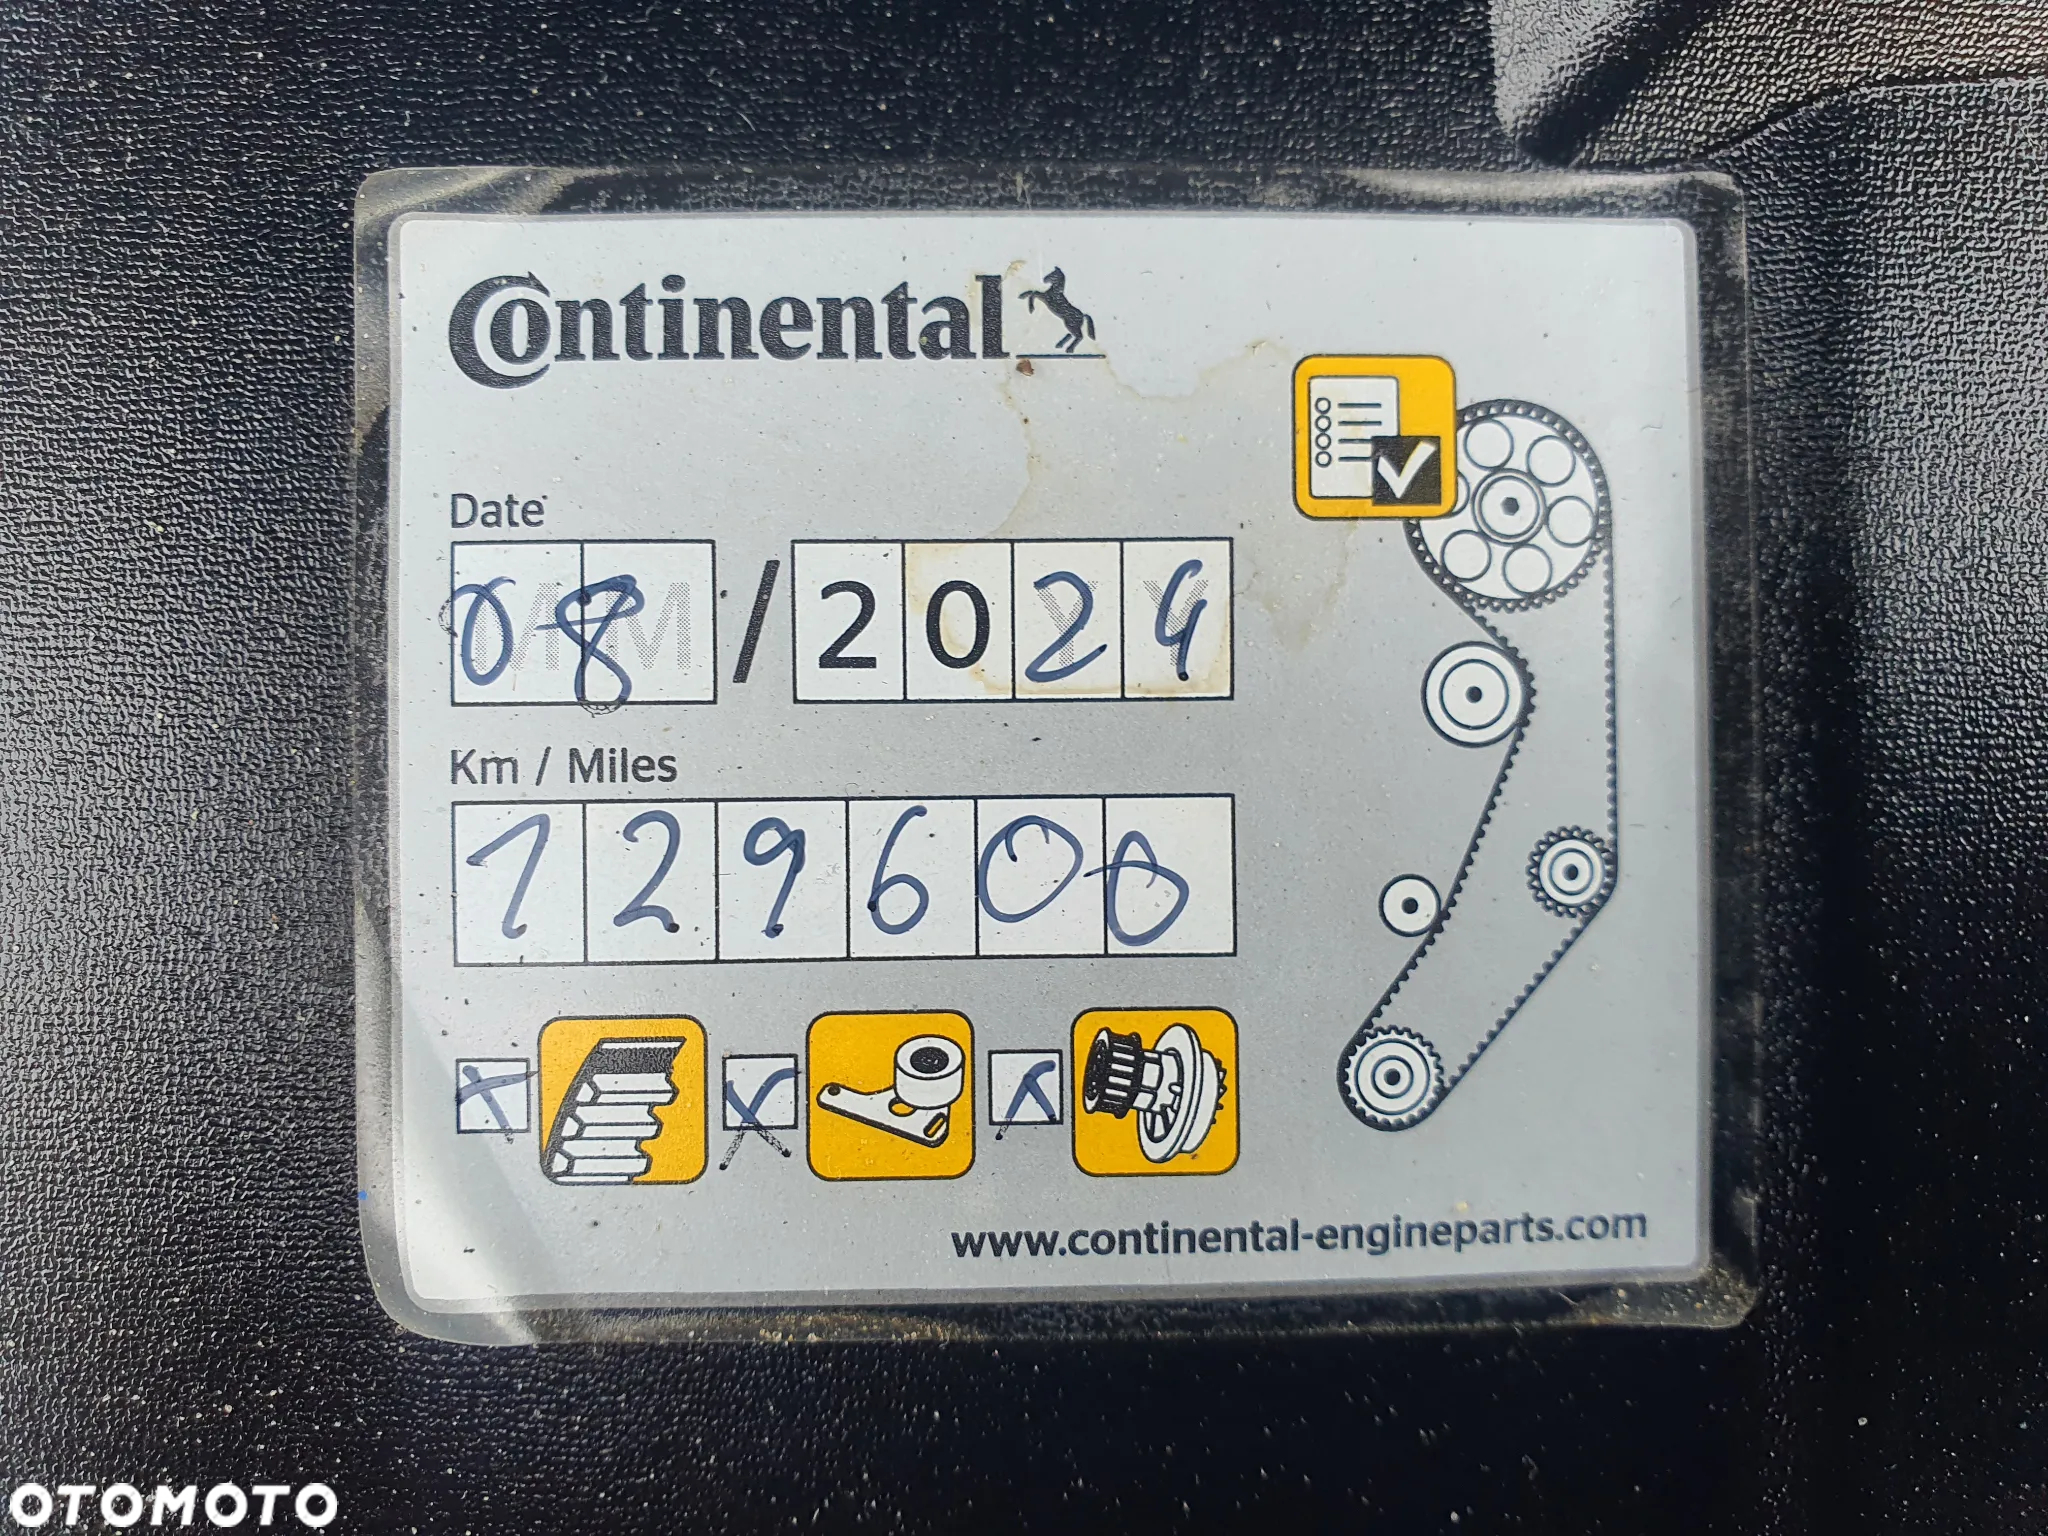 Continental
Date
08 / 2024
Km / Miles
129600
www.continental-engineparts.com
OTOMOTO